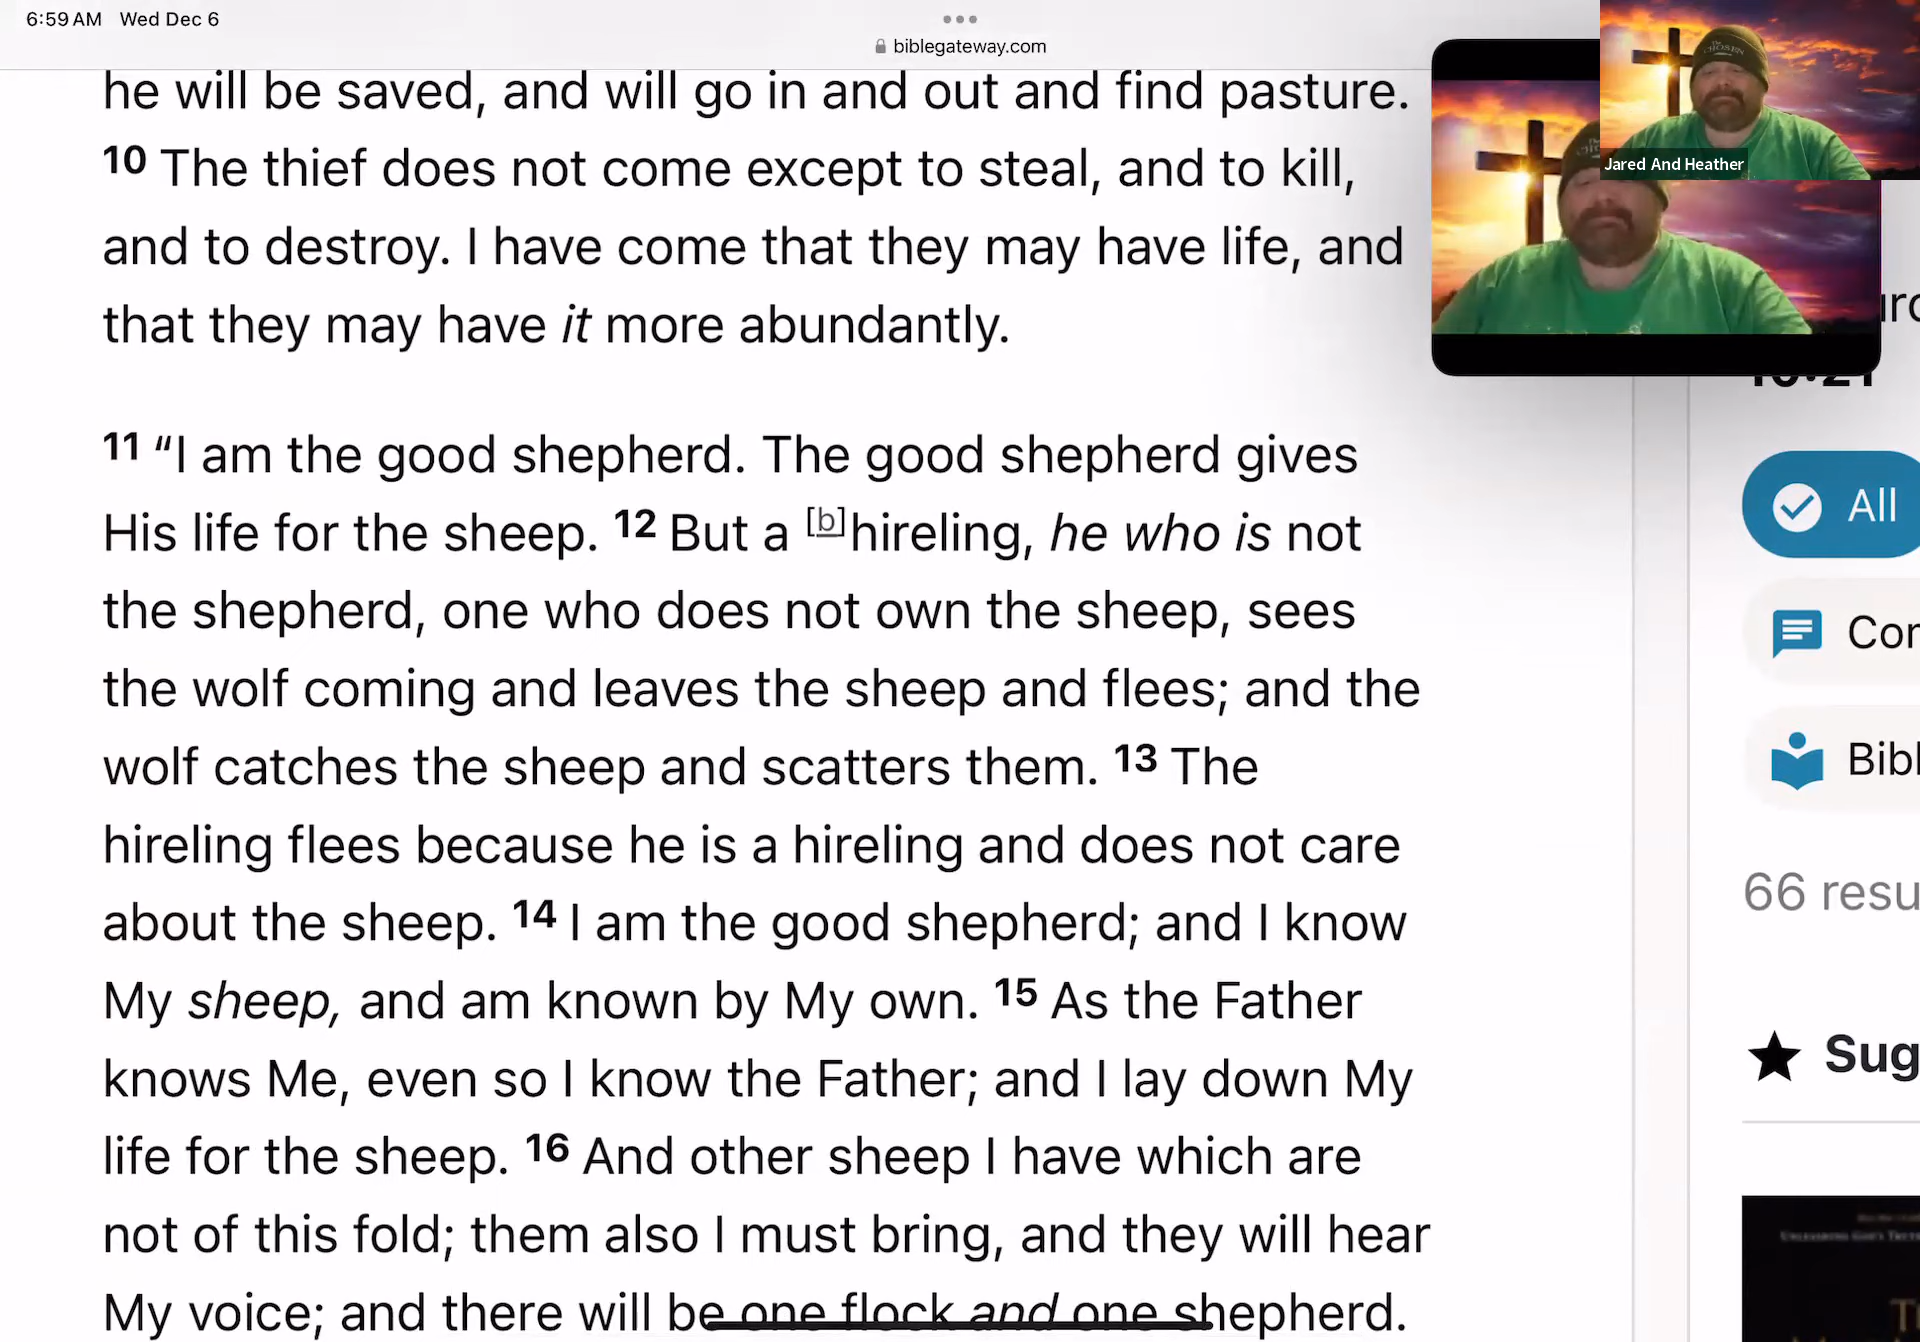 6:59 AM Wed Dec 6
biblegateway.com
CHOSEN
Jared And Heather
he will be saved, and will go in and out and find pasture.
10 The thief does not come except to steal, and to kill,
and to destroy. I have come that they may have life, and
that they may have it more abundantly.
11 “I am the good shepherd. The good shepherd gives
His life for the sheep. 12 But a [b]hireling, he who is not
the shepherd, one who does not own the sheep, sees
the wolf coming and leaves the sheep and flees; and the
wolf catches the sheep and scatters them. 13 The
hireling flees because he is a hireling and does not care
about the sheep. 14 I am the good shepherd; and I know
My sheep, and am known by My own. 15 As the Father
knows Me, even so I know the Father; and I lay down My
life for the sheep. 16 And other sheep I have which are
not of this fold; them also I must bring, and they will hear
My voice; and there will be one flock and one shepherd.
All
Con
Bibl
66 resu
Sug